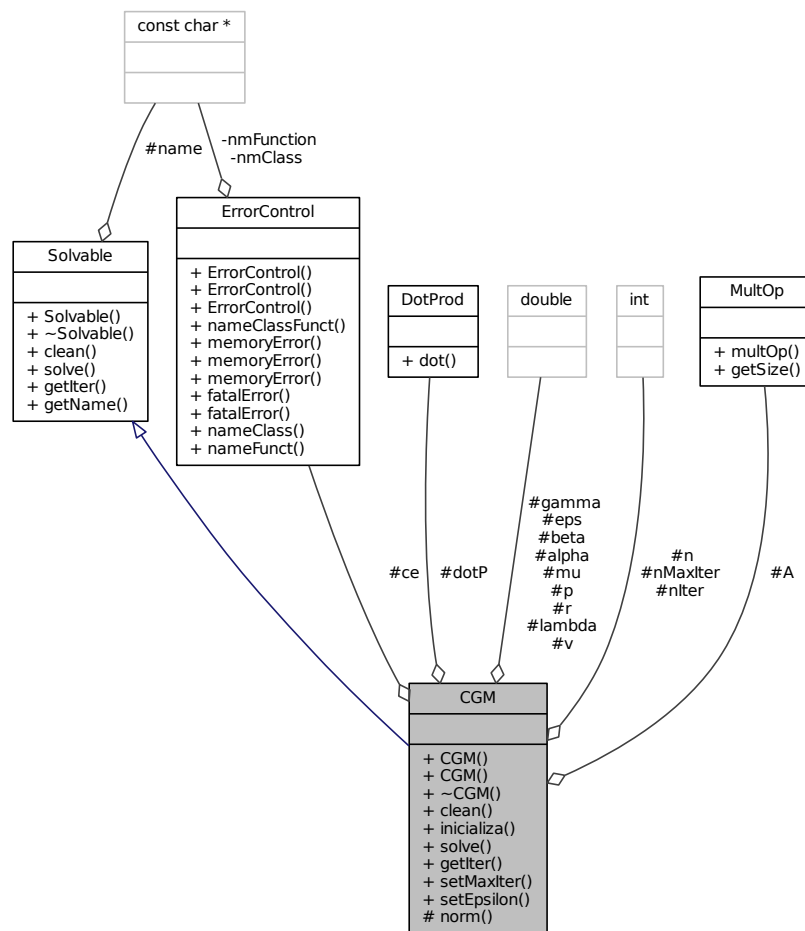 const char *
#name
-nmFunction
-nmClass
Solvable
+ Solvable()
+ ~Solvable()
+ clean()
+ solve()
+ getIter()
+ getName()
ErrorControl
+ ErrorControl()
+ ErrorControl()
+ ErrorControl()
+ nameClassFunct()
+ memoryError()
+ memoryError()
+ memoryError()
+ fatalError()
+ fatalError()
+ nameClass()
+ nameFunct()
DotProd
+ dot()
double
int
MultOp
+ multOp()
+ getSize()
#ce
#dotP
#gamma
#eps
#beta
#alpha
#mu
#p
#r
#lambda
#v
#n
#nMaxIter
#nIter
#A
CGM
+ CGM()
+ CGM()
+ ~CGM()
+ clean()
+ inicializa()
+ solve()
+ getIter()
+ setMaxIter()
+ setEpsilon()
# norm()